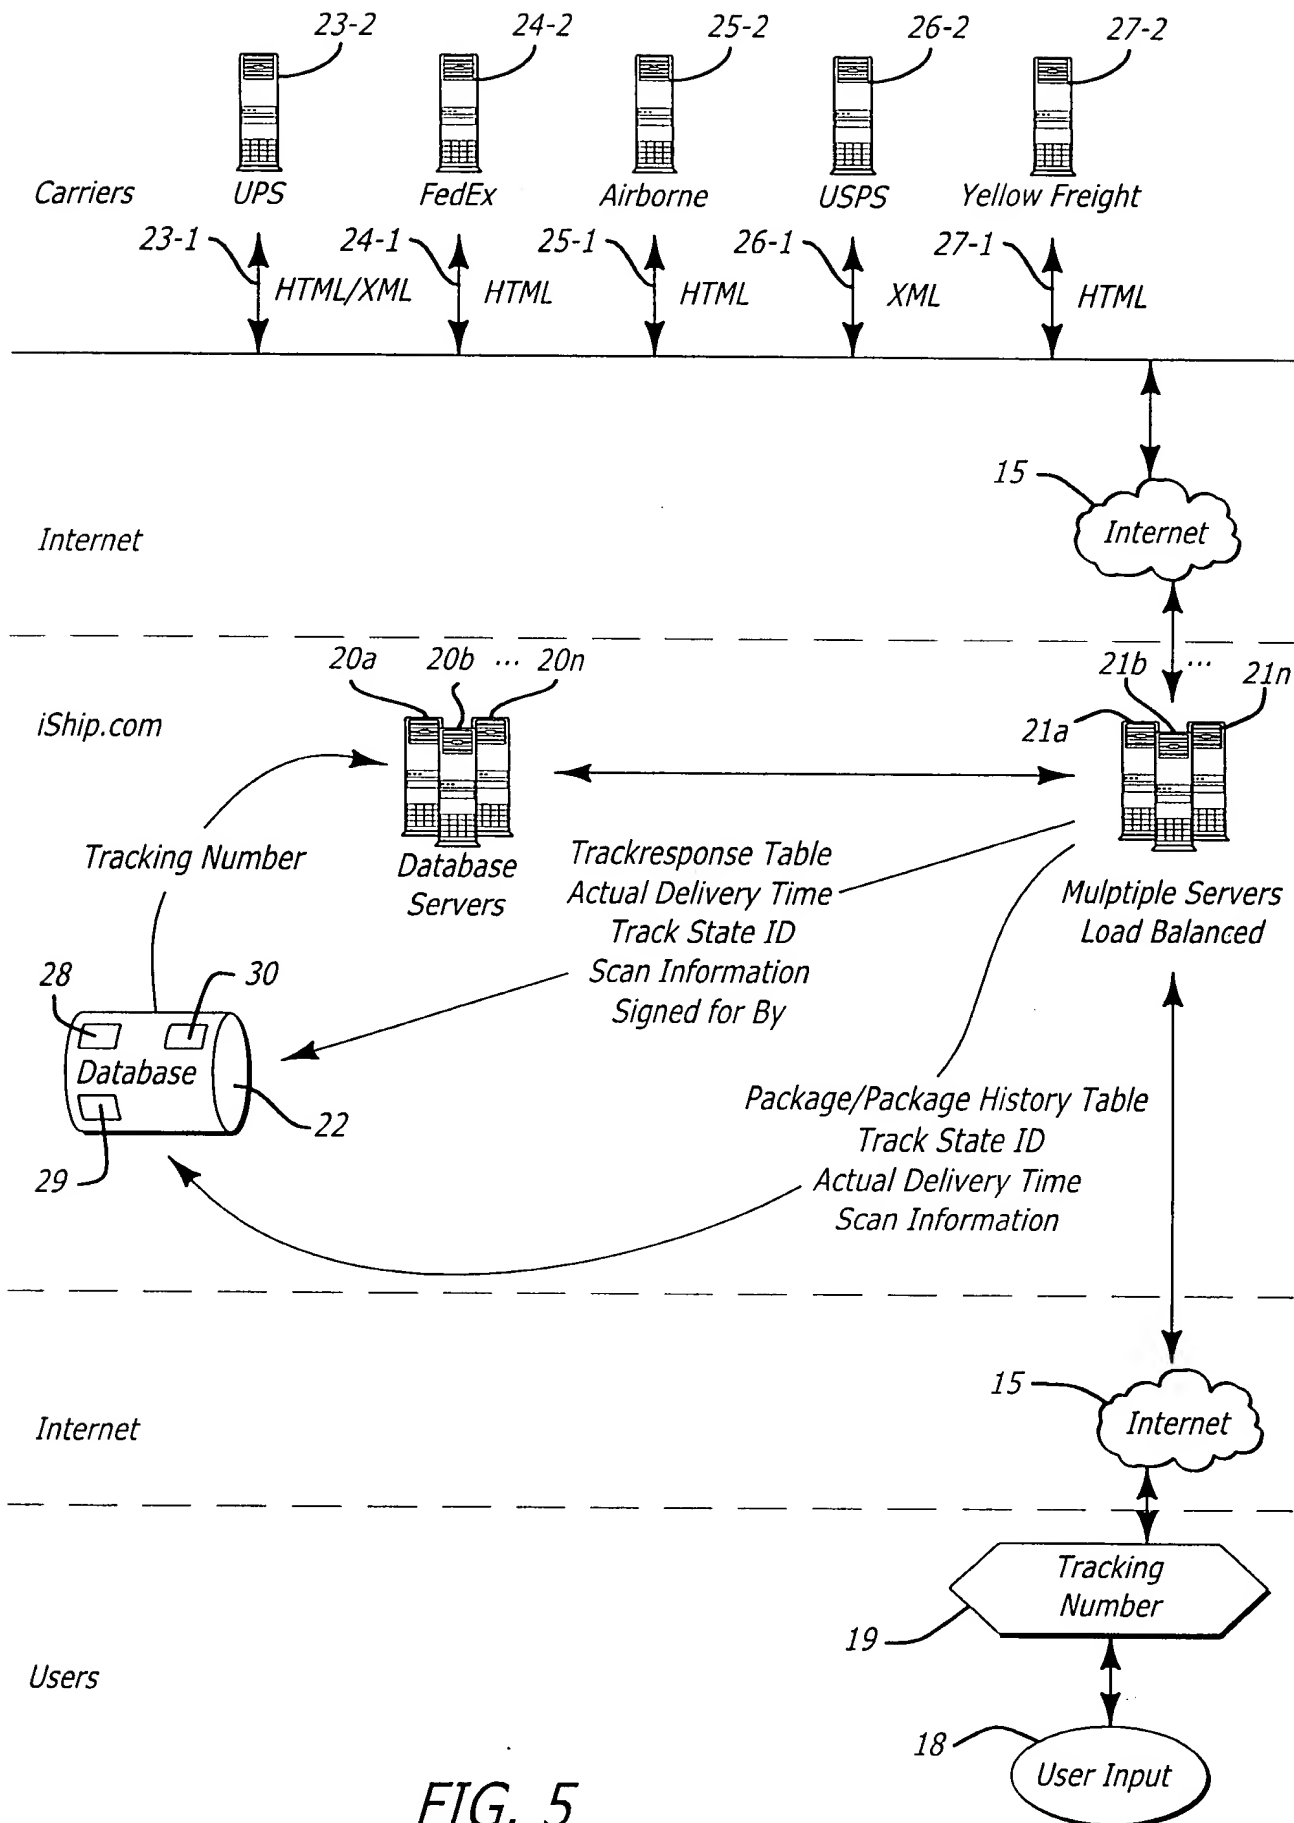 23-2
24-2
25-2
26-2
27-2
Carriers
UPS
FedEx
Airborne
USPS
Yellow Freight
23-1
24-1
25-1
26-1
27-1
HTML/XML
HTML
HTML
XML
HTML
15
Internet
Internet
20a
20b
...
20n
21b
...
21n
iShip.com
21a
Tracking Number
Database
Servers
Trackresponse Table
Actual Delivery Time
Track State ID
Scan Information
Signed for By
Mulptiple Servers
Load Balanced
28
30
Database
22
29
Package/Package History Table
Track State ID
Actual Delivery Time
Scan Information
15
Internet
Internet
Tracking
Number
19
Users
18
User Input
FIG. 5